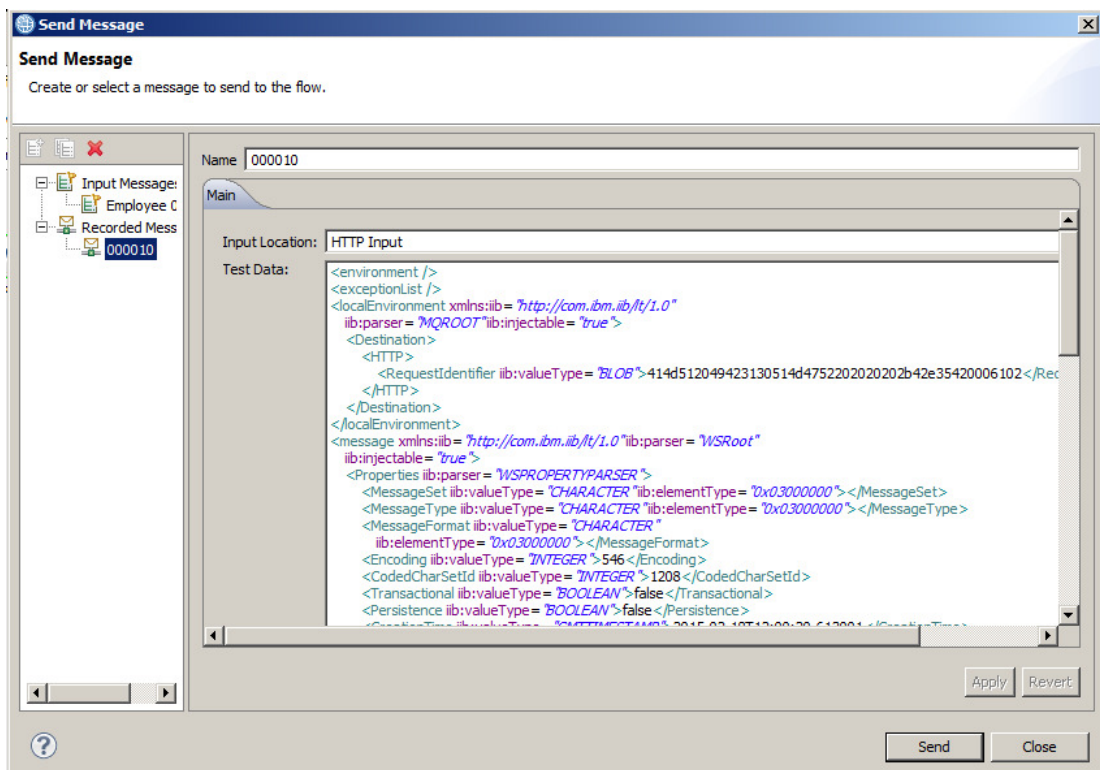 Send Message
Send Message
Create or select a message to send to the flow.
Name 000010
Input Message:
Employee
Recorded Mess
000010
Main
Input Location: HTTP Input
Test Data:
<environment />
<exceptionList />
<localEnvironment xmlns:iib="http://com.ibm.iib/lt/1.0"
iib:parser="MQROOT"iib:injectable="true">
<Destination>
<HTTP>
<RequestIdentifier iib:valueType="BLOB">414d512049423130514d4752202020202b42e35420006102</Rec
</HTTP>
</Destination>
</localEnvironment>
<message xmlns:iib="http://com.ibm.iib/lt/1.0"iib:parser="WSRoot"
iib:injectable="true">
<Properties iib:parser="WSPROPERTYPARSER">
<MessageSet iib:valueType="CHARACTER"iib:elementType="0x03000000"></MessageSet>
<MessageType iib:valueType="CHARACTER"iib:elementType="0x03000000"></MessageType>
<MessageFormat iib:valueType="CHARACTER"
iib:elementType="0x03000000"></MessageFormat>
<Encoding iib:valueType="INTEGER">546</Encoding>
<CodedCharSetId iib:valueType="INTEGER">1208</CodedCharSetId>
<Transactional iib:valueType="BOOLEAN">false</Transactional>
<Persistence iib:valueType="BOOLEAN">false</Persistence>
Apply Revert
Send Close